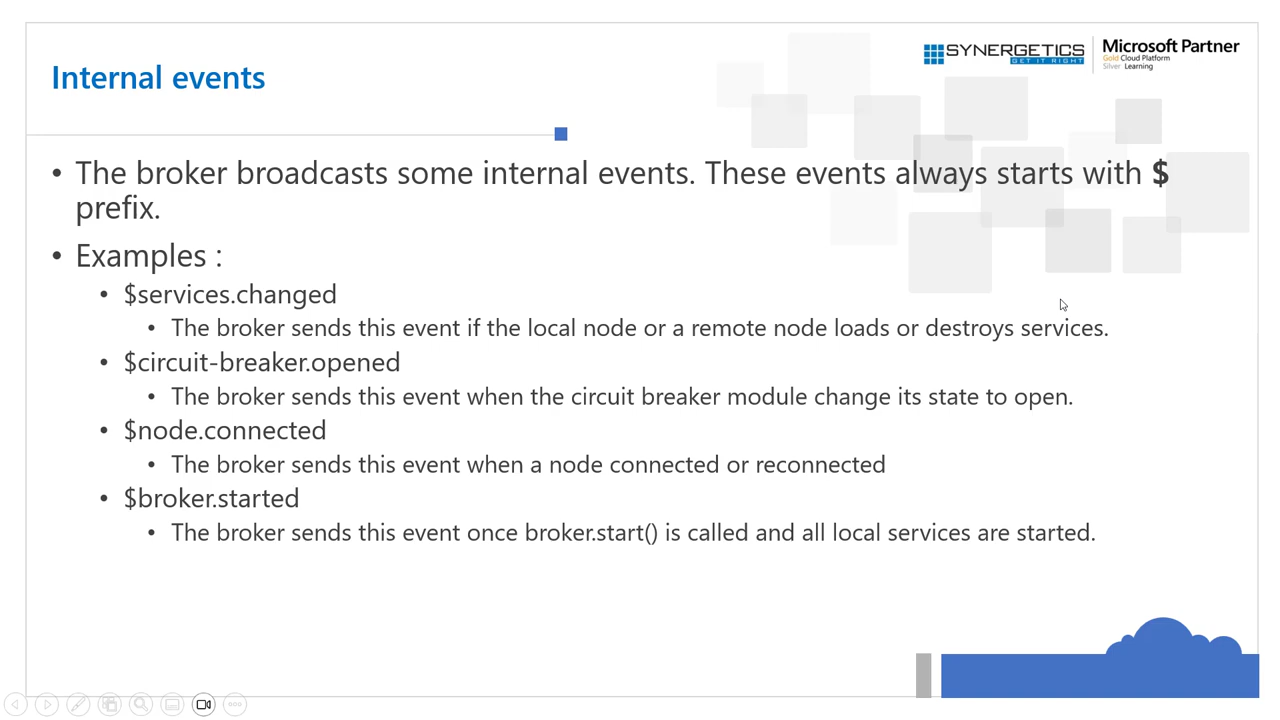 SYNERGETICS
GET IT RIGHT
Microsoft Partner
Gold Cloud Platform
Silver Learning
Internal events
• The broker broadcasts some internal events. These events always starts with $
prefix.
• Examples :
• $services.changed
• The broker sends this event if the local node or a remote node loads or destroys services.
• $circuit-breaker.opened
• The broker sends this event when the circuit breaker module change its state to open.
• $node.connected
• The broker sends this event when a node connected or reconnected
• $broker.started
• The broker sends this event once broker.start() is called and all local services are started.